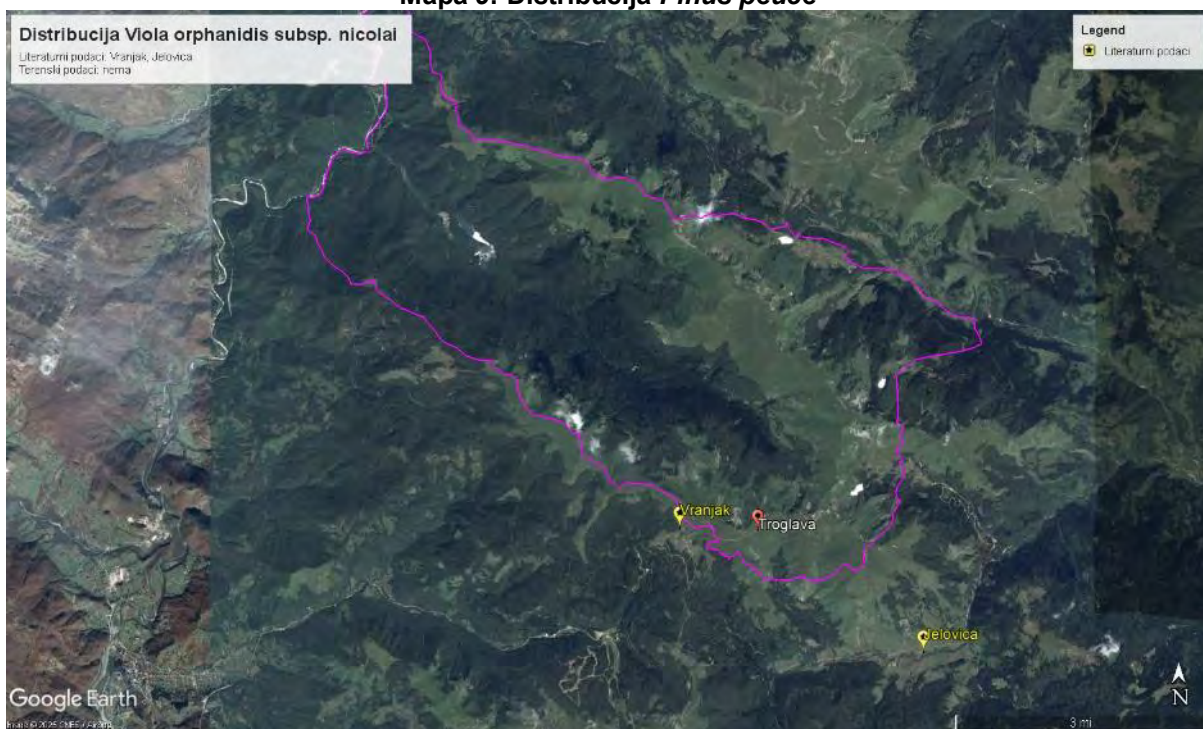 Mapa 9. Distribucija Pinus peuce
Distribucija Viola orphanidis subsp. nicolai
Literaturni podaci: Vranjak, Jelovica
Terenski podaci: nema
Legend
Literaturni podaci
Vranjak
Troglava
Jelovica
Google Earth
N
3 mi